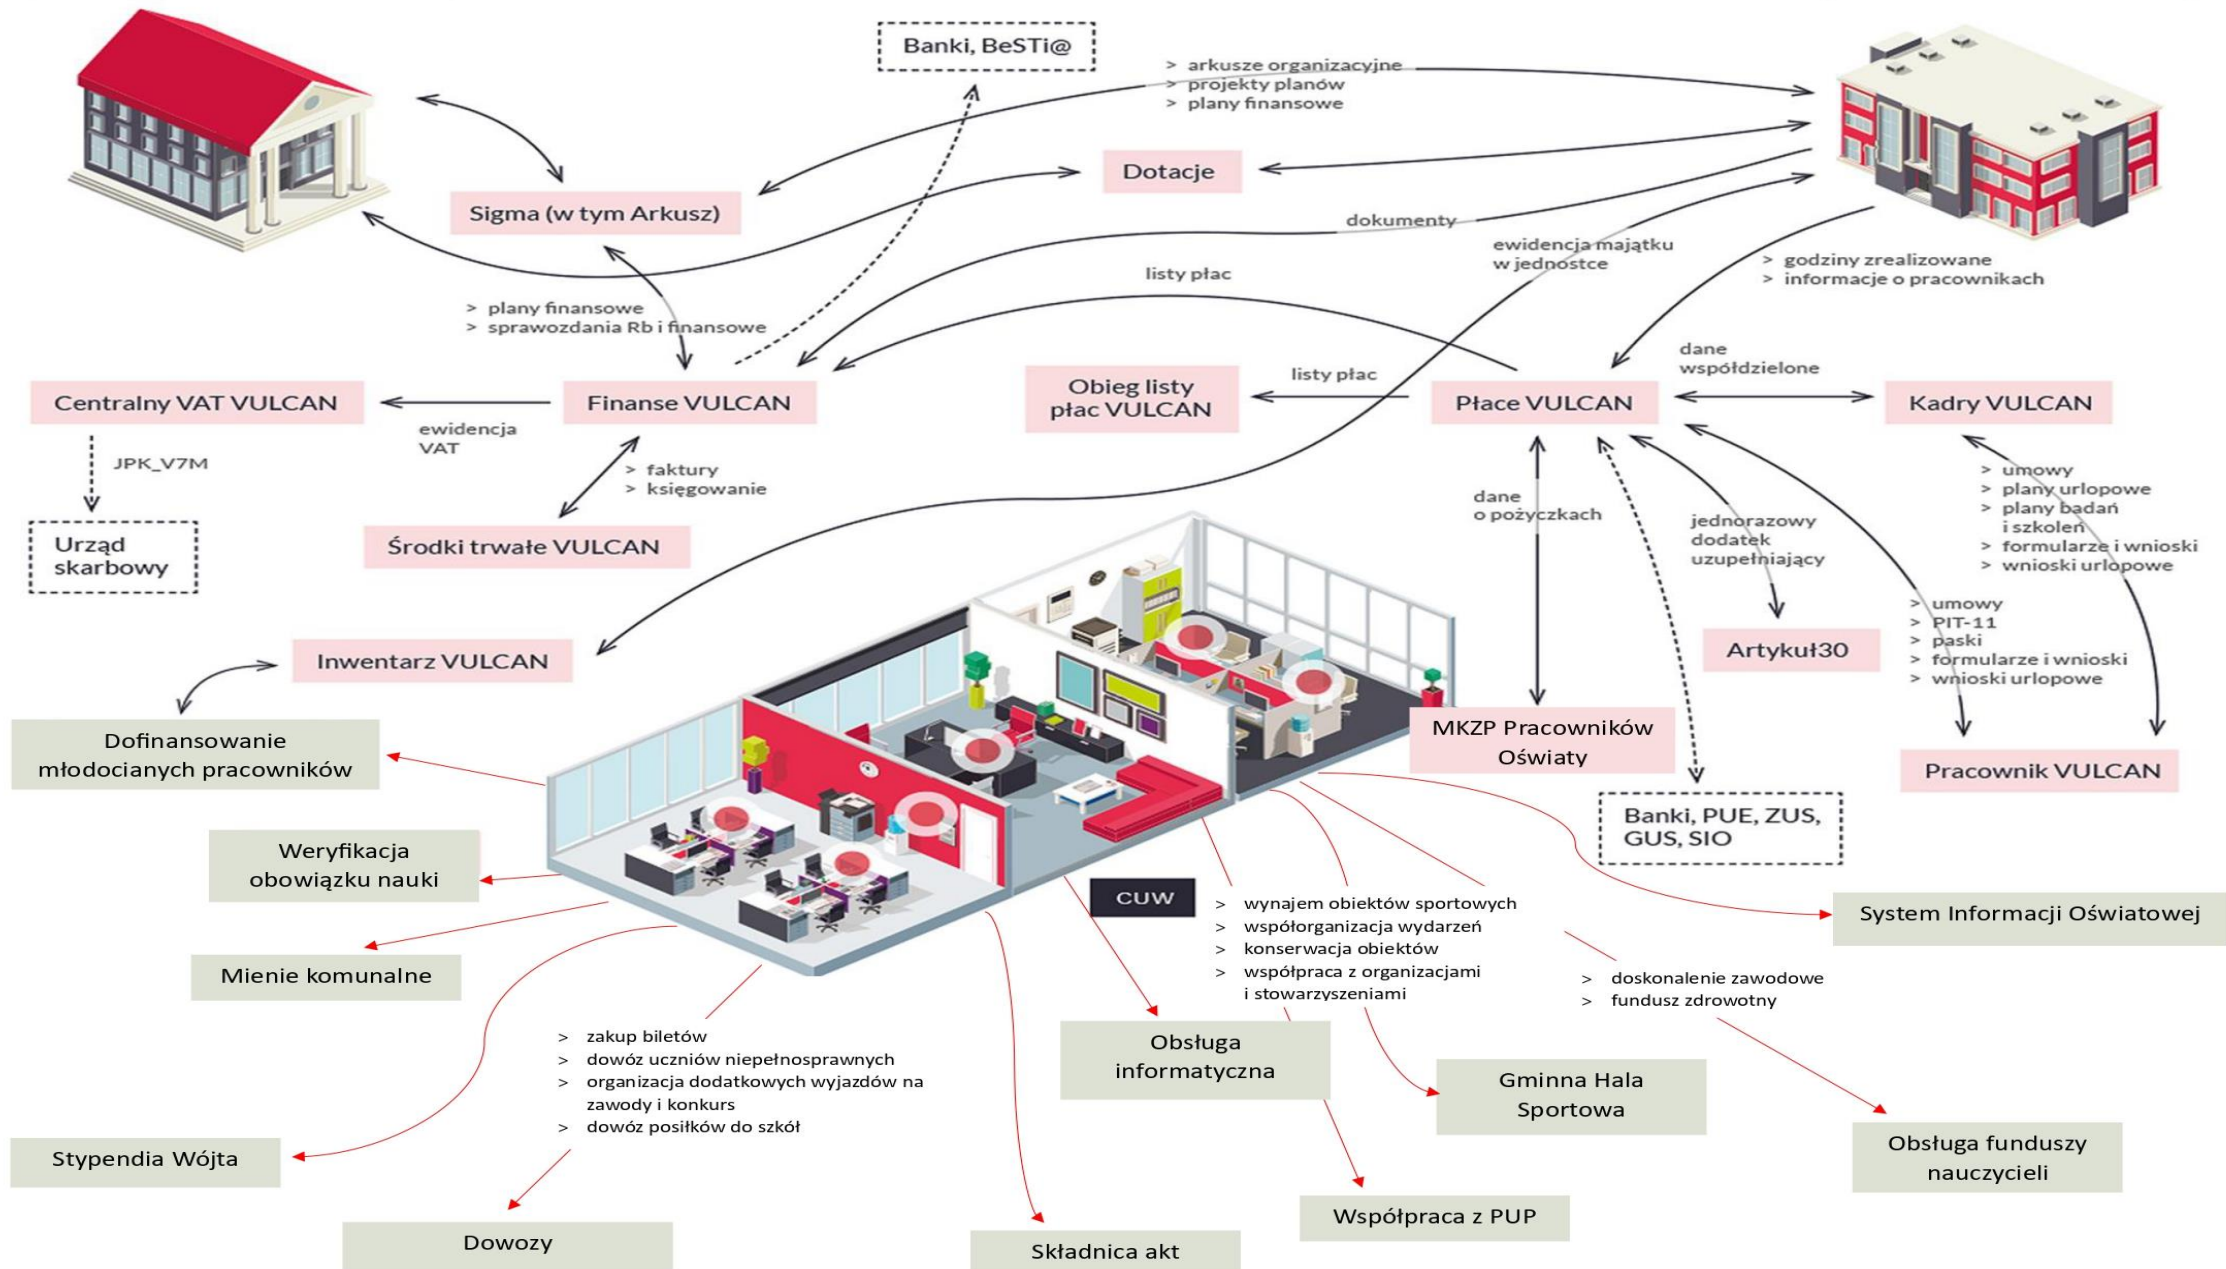 Banki, BeSTi@
> arkusze organizacyjne
> projekty planów
> plany finansowe
Dotacje
Sigma (w tym Arkusz)
dokumenty
ewidencja majątku
w jednostce
listy płac
> godziny zrealizowane
> informacje o pracownikach
> plany finansowe
> sprawozdania Rb i finansowe
dane
współdzielone
Centralny VAT VULCAN
Finanse VULCAN
Obieg listy
płac VULCAN
listy płac
Płace VULCAN
Kadry VULCAN
ewidencja
VAT
JPK_V7M
> faktury
> księgowanie
dane
o pożyczkach
jednorazowy
dodatek
uzupełniający
> umowy
> plany urlopowe
> plany badań
i szkoleń
> formularze i wnioski
> wnioski urlopowe
Urząd
skarbowy
Środki trwałe VULCAN
> umowy
> PIT-11
> paski
> formularze i wnioski
> wnioski urlopowe
Inwentarz VULCAN
Artykuł30
Dofinansowanie
młodocianych pracowników
MKZP Pracowników
Oświaty
Pracownik VULCAN
Banki, PUE, ZUS,
GUS, SIO
Weryfikacja
obowiązku nauki
CUW
> wynajem obiektów sportowych
> współorganizacja wydarzeń
> konserwacja obiektów
> współpraca z organizacjami
i stowarzyszeniami
System Informacji Oświatowej
Mienie komunalne
> doskonalenie zawodowe
> fundusz zdrowotny
> zakup biletów
> dowóz uczniów niepełnosprawnych
> organizacja dodatkowych wyjazdów na
zawody i konkurs
> dowóz posiłków do szkół
Obsługa
informatyczna
Gminna Hala
Sportowa
Stypendia Wójta
Obsługa funduszy
nauczycieli
Współpraca z PUP
Dowozy
Składnica akt